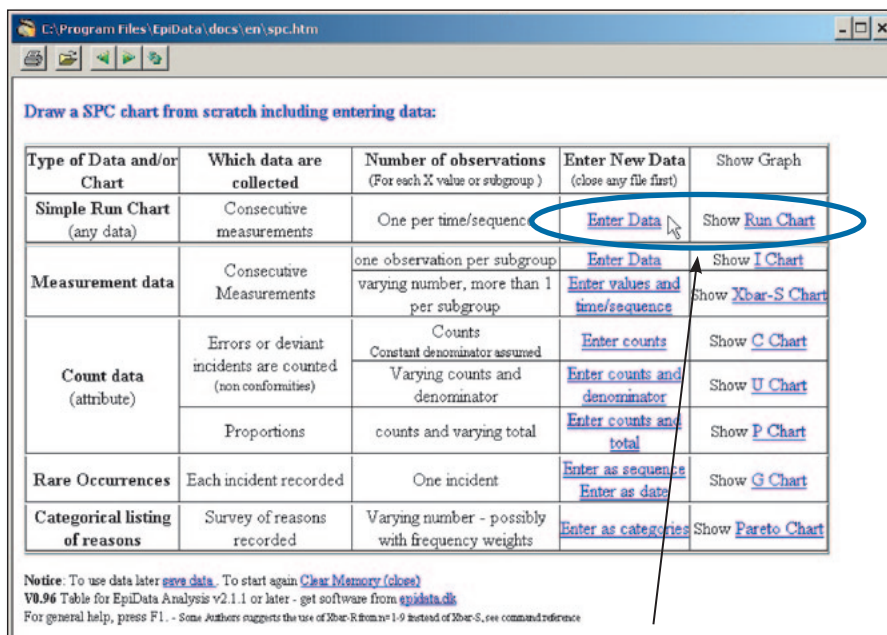 C:\Program Files\EpiData\docs\en\spc.htm
Draw a SPC chart from scratch including entering data:
Type of Data and/or Chart
Which data are collected
Number of observations
(For each X value or subgroup )
Enter New Data
(close any file first)
Show Graph
Simple Run Chart
(any data)
Consecutive
measurements
One per time/sequence
Enter Data
Show Run Chart
Measurement data
Consecutive
Measurements
one observation per subgroup
Enter Data
Show I Chart
varying number, more than 1
per subgroup
Enter values and
time/sequence
Show Xbar-S Chart
Count data
(attribute)
Errors or deviant
incidents are counted
(non conformities)
Counts
Constant denominator assumed
Enter counts
Show C Chart
Varying counts and
denominator
Enter counts and
denominator
Show U Chart
Proportions
counts and varying total
Enter counts and
total
Show P Chart
Rare Occurrences
Each incident recorded
One incident
Enter as sequence
Enter as date
Show G Chart
Categorical listing
of reasons
Survey of reasons
recorded
Varying number - possibly
with frequency weights
Enter as categories
Show Pareto Chart
Notice: To use data later save data . To start again Clear Memory (close)
V0.96 Table for EpiData Analysis v2.1.1 or later - get software from epidata.dk
For general help, press F1. - Some Authors suggests the use of Xbar-R from n= 1-9 instead of Xbar-S, see command reference